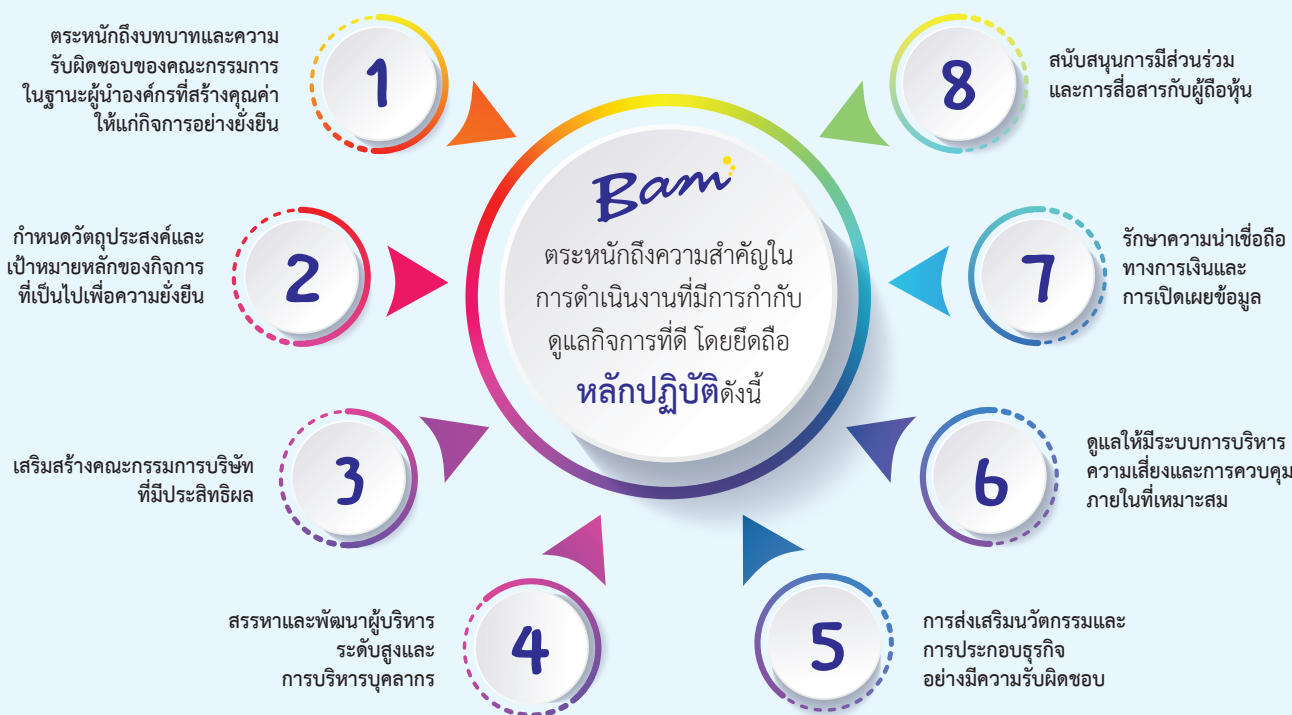 Bam
ตระหนักถึงความสำคัญใน
การดำเนินงานที่มีการกำกับ
ดูแลกิจการที่ดี โดยยึดถือ
หลักปฏิบัติดังนี้
1
ตระหนักถึงบทบาทและความ
รับผิดชอบของคณะกรรมการ
ในฐานะผู้นำองค์กรที่สร้างคุณค่า
ให้แก่กิจการอย่างยั่งยืน
2
กำหนดวัตถุประสงค์และ
เป้าหมายหลักของกิจการ
ที่เป็นไปเพื่อความยั่งยืน
3
เสริมสร้างคณะกรรมการบริษัท
ที่มีประสิทธิผล
4
สรรหาและพัฒนาผู้บริหาร
ระดับสูงและ
การบริหารบุคลากร
5
การส่งเสริมนวัตกรรมและ
การประกอบธุรกิจ
อย่างมีความรับผิดชอบ
6
ดูแลให้มีระบบการบริหาร
ความเสี่ยงและการควบคุม
ภายในที่เหมาะสม
7
รักษาความน่าเชื่อถือ
ทางการเงินและ
การเปิดเผยข้อมูล
8
สนับสนุนการมีส่วนร่วม
และการสื่อสารกับผู้ถือหุ้น